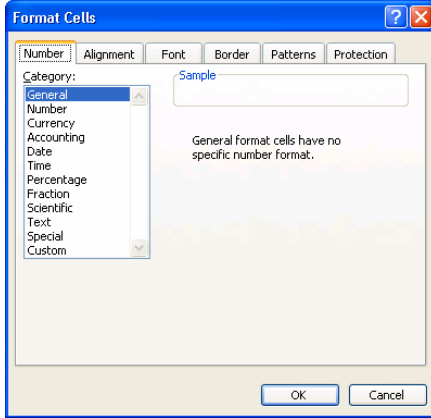 Format Cells
Number Alignment Font Border Patterns Protection
Category:
General
Number
Currency
Accounting
Date
Time
Percentage
Fraction
Scientific
Text
Special
Custom
Sample
General format cells have no
specific number format.
OK Cancel